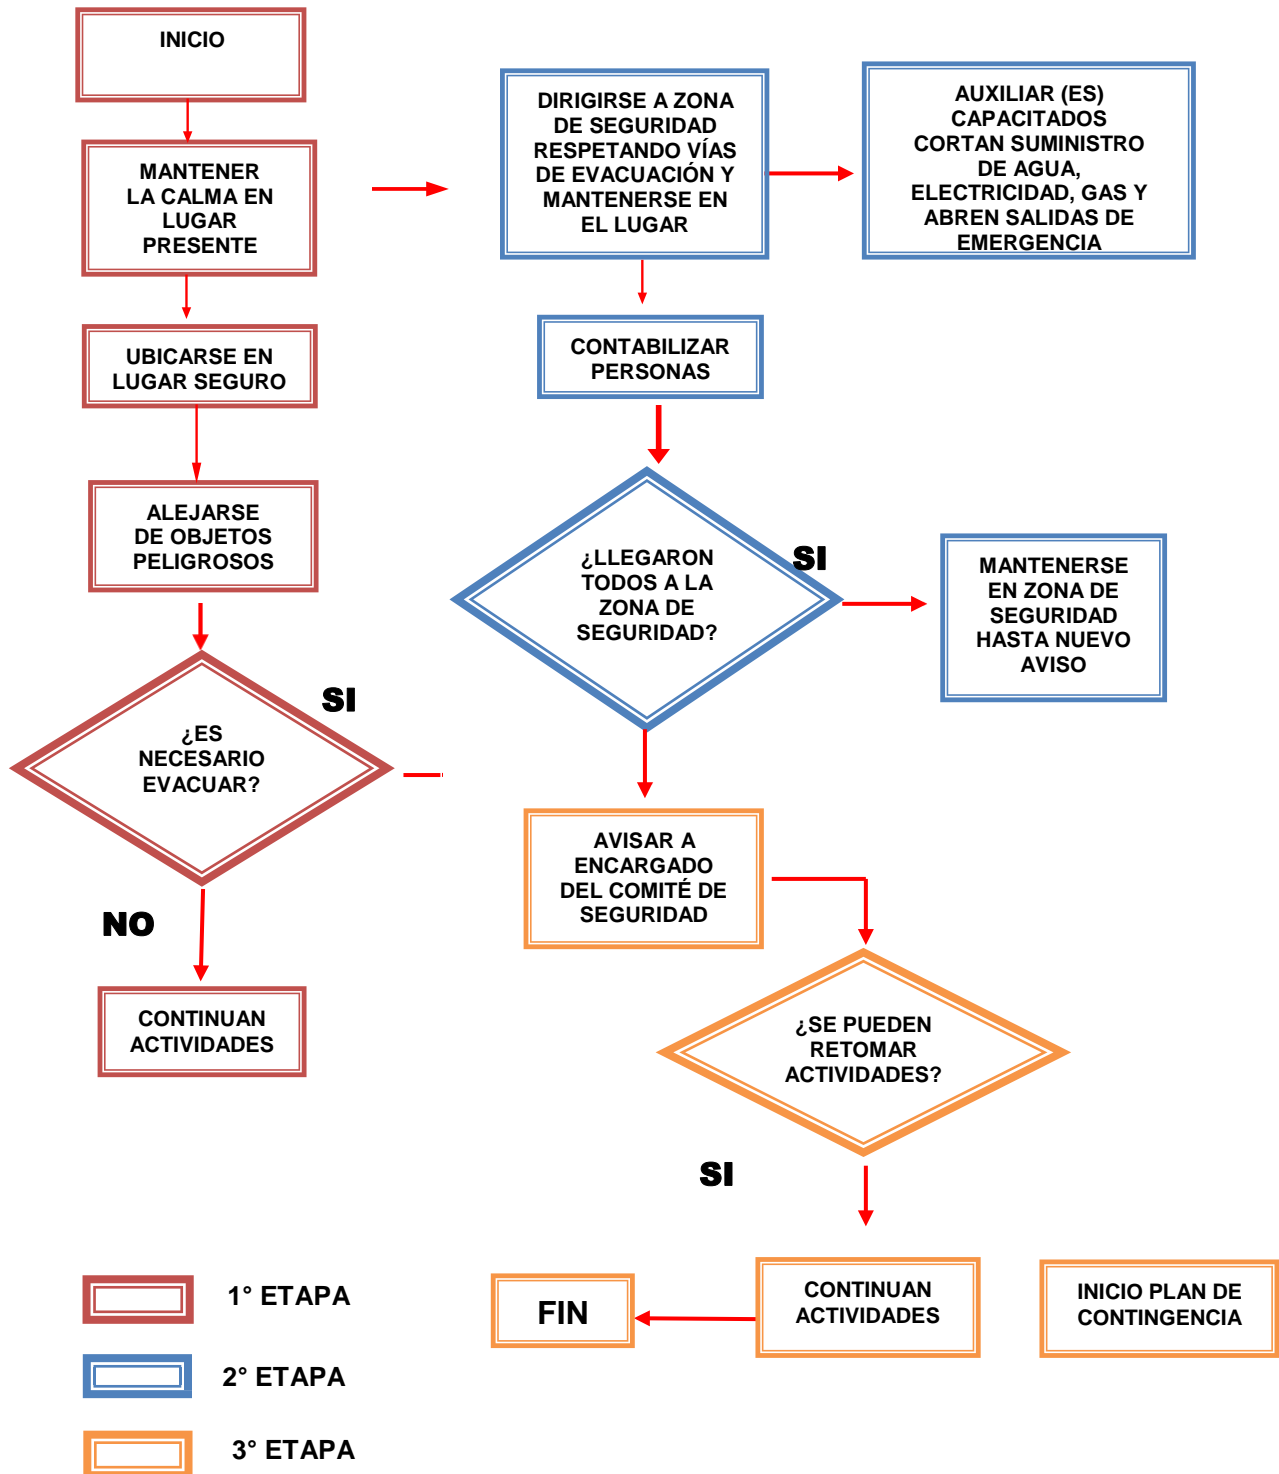 INICIO
MANTENER
LA CALMA EN
LUGAR
PRESENTE
UBICARSE EN
LUGAR SEGURO
ALEJARSE
DE OBJETOS
PELIGROSOS
¿ES
NECESARIO
EVACUAR?
SI
NO
CONTINUAN
ACTIVIDADES
DIRIGIRSE A ZONA
DE SEGURIDAD
RESPETANDO VÍAS
DE EVACUACIÓN Y
MANTENERSE EN
EL LUGAR
AUXILIAR (ES)
CAPACITADOS
CORTAN SUMINISTRO
DE AGUA,
ELECTRICIDAD, GAS Y
ABREN SALIDAS DE
EMERGENCIA
CONTABILIZAR
PERSONAS
¿LLEGARON
TODOS A LA
ZONA DE
SEGURIDAD?
SI
MANTENERSE
EN ZONA DE
SEGURIDAD
HASTA NUEVO
AVISO
AVISAR A
ENCARGADO
DEL COMITÉ DE
SEGURIDAD
¿SE PUEDEN
RETOMAR
ACTIVIDADES?
SI
CONTINUAN
ACTIVIDADES
INICIO PLAN DE
CONTINGENCIA
FIN
1° ETAPA
2° ETAPA
3° ETAPA